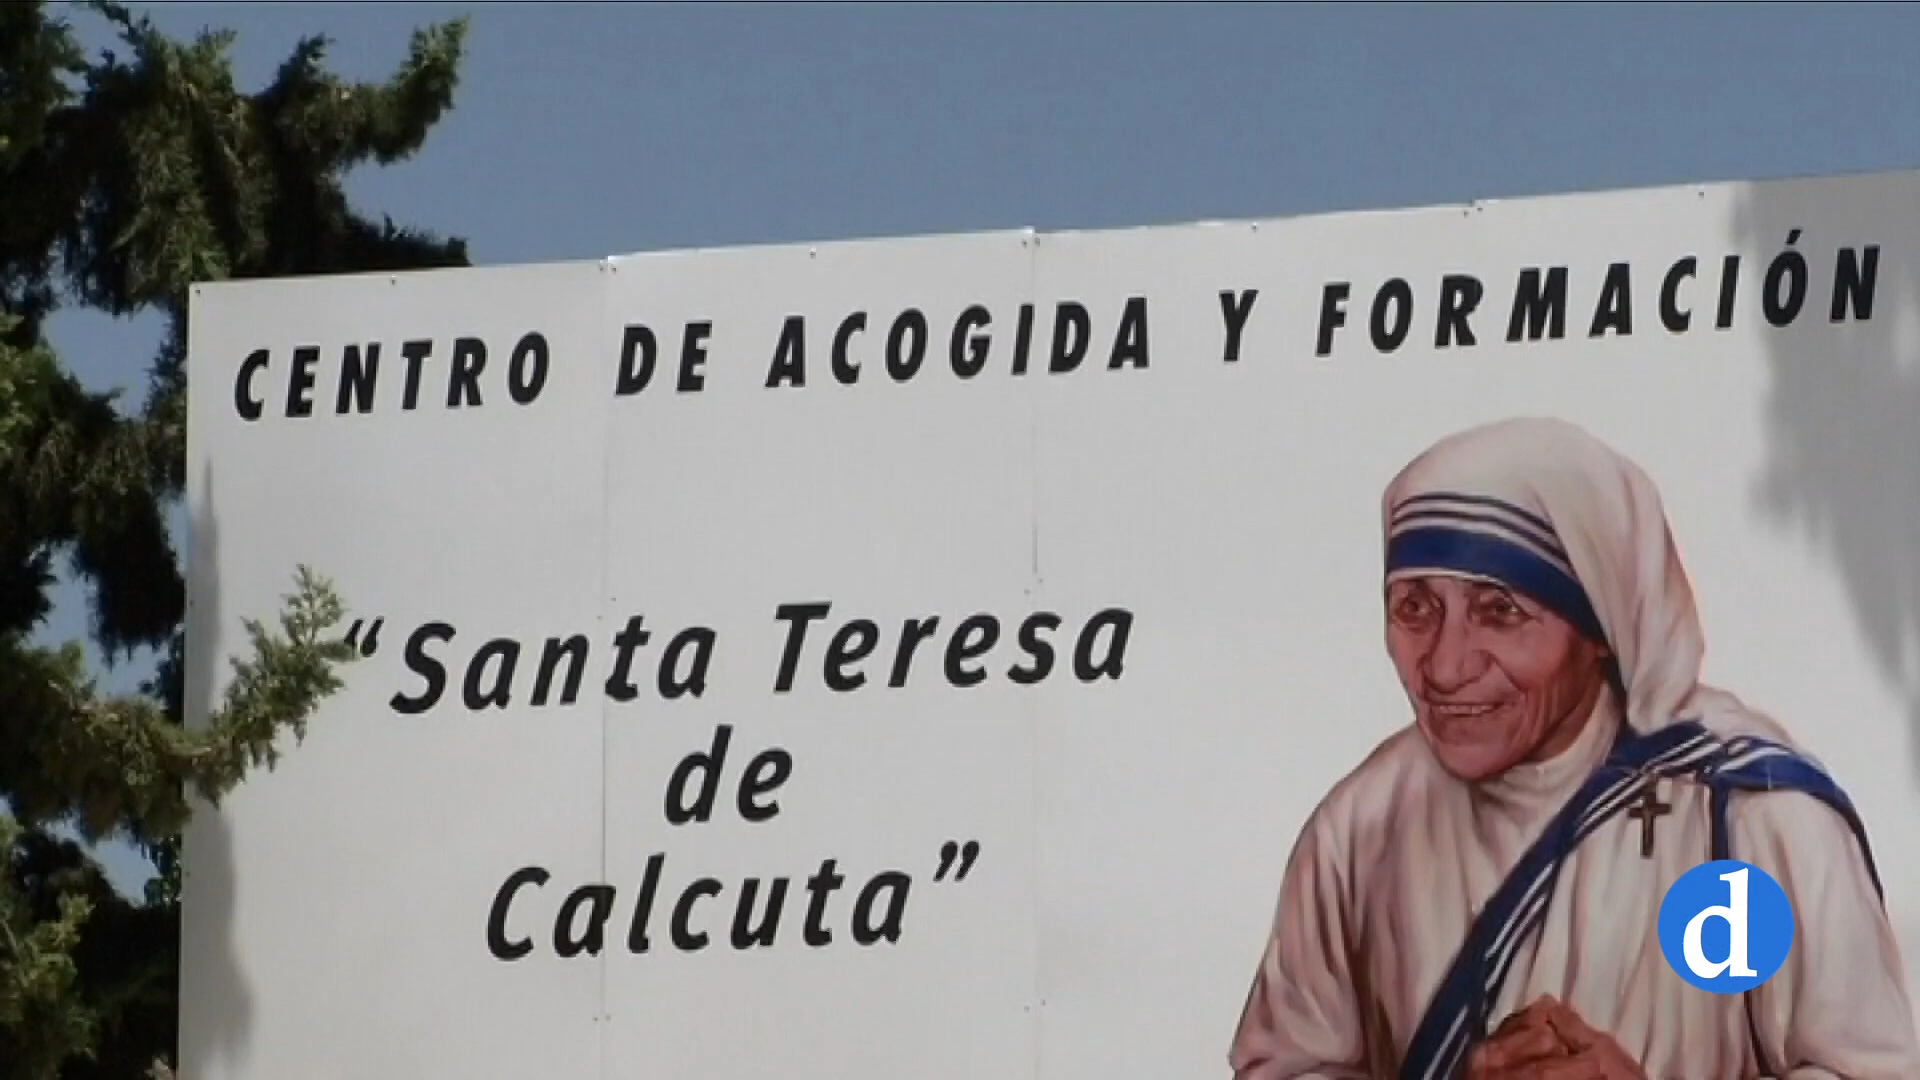 CENTRO DE ACOGIDA Y FORMACIÓN
“Santa Teresa
de
Calcuta”
d